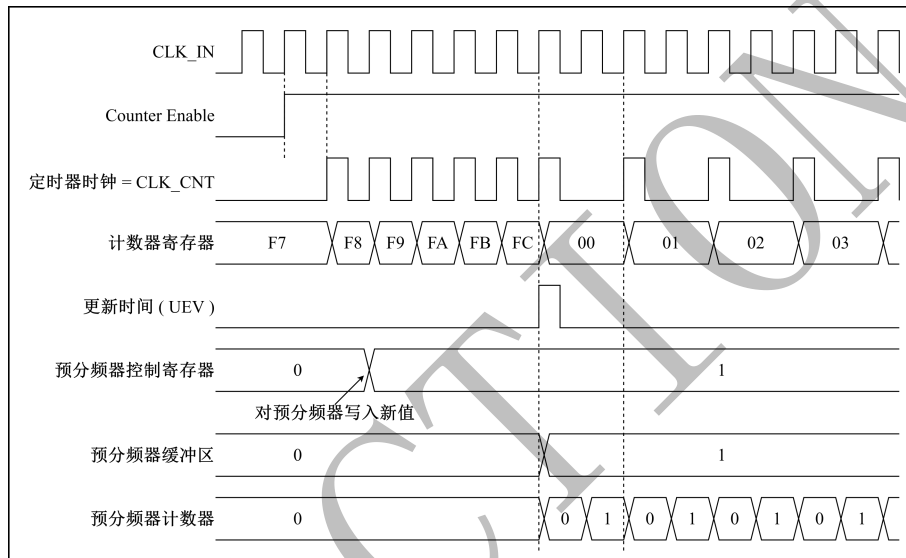 CLK_IN
Counter Enable
定时器时钟 = CLK_CNT
计数器寄存器 F7 F8 F9 FA FB FC 00 01 02 03
更新时间 ( UEV )
预分频器控制寄存器 0 1
对预分频器写入新值
预分频器缓冲区 0 1
预分频器计数器 0 0 1 0 1 0 1 0 1
CTION